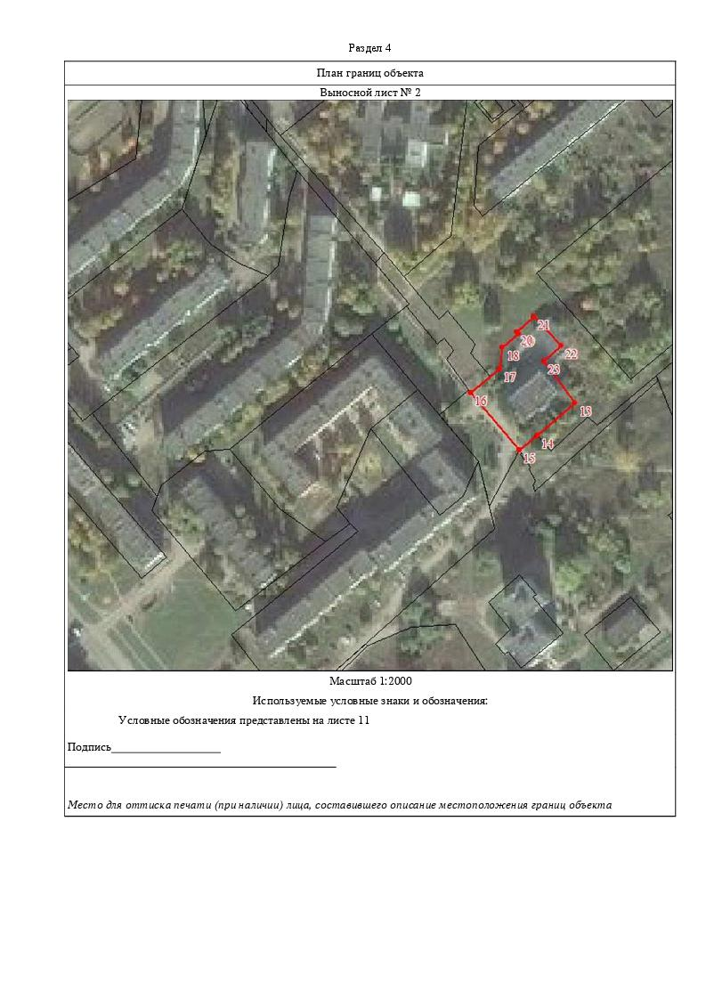 Раздел 4
План границ объекта
Выносной лист № 2
21
20
18
22
23
17
16
13
14
15
Масштаб 1:2000
Используемые условные знаки и обозначения:
Условные обозначения представлены на листе 11
Подпись____________________
Место для оттиска печати (при наличии) лица, составившего описание местоположения границ объекта